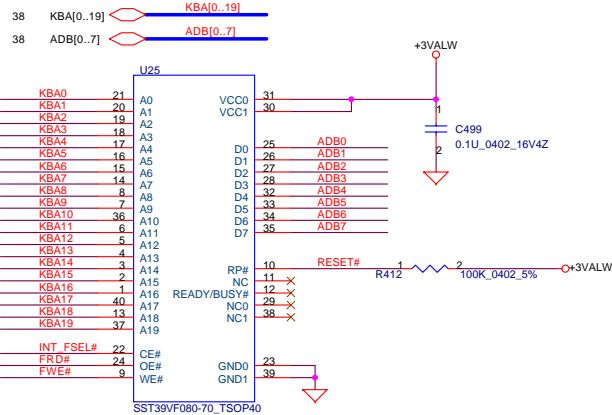 38 KBA[0..19] KBA[0..19]
38 ADB[0..7] ADB[0..7]
+3VALW
U25
KBA0 21 A0 VCC0 31
KBA1 20 A1 VCC1 30
KBA2 19 A2
KBA3 18 A3
KBA4 17 A4 D0 25 ADB0
KBA5 16 A5 D1 26 ADB1
KBA6 15 A6 D2 27 ADB2
KBA7 14 A7 D3 28 ADB3
KBA8 8 A8 D4 32 ADB4
KBA9 7 A9 D5 33 ADB5
KBA10 36 A10 D6 34 ADB6
KBA11 6 A11 D7 35 ADB7
KBA12 5 A12
KBA13 4 A13
KBA14 3 A14 RP# 10 RESET#
KBA15 2 A15 NC 11
KBA16 1 A16 READY/BUSY# 12
KBA17 40 A17 NC0 29
KBA18 13 A18 NC1 38
KBA19 37 A19
INT_FSEL# 22 CE# GND0 23
FRD# 24 OE# GND1 39
FWE# 9 WE#
SST39VF080-70_TSOP40
1
C499
0.1U_0402_16V4Z
2
R412 1 2 100K_0402_5% +3VALW